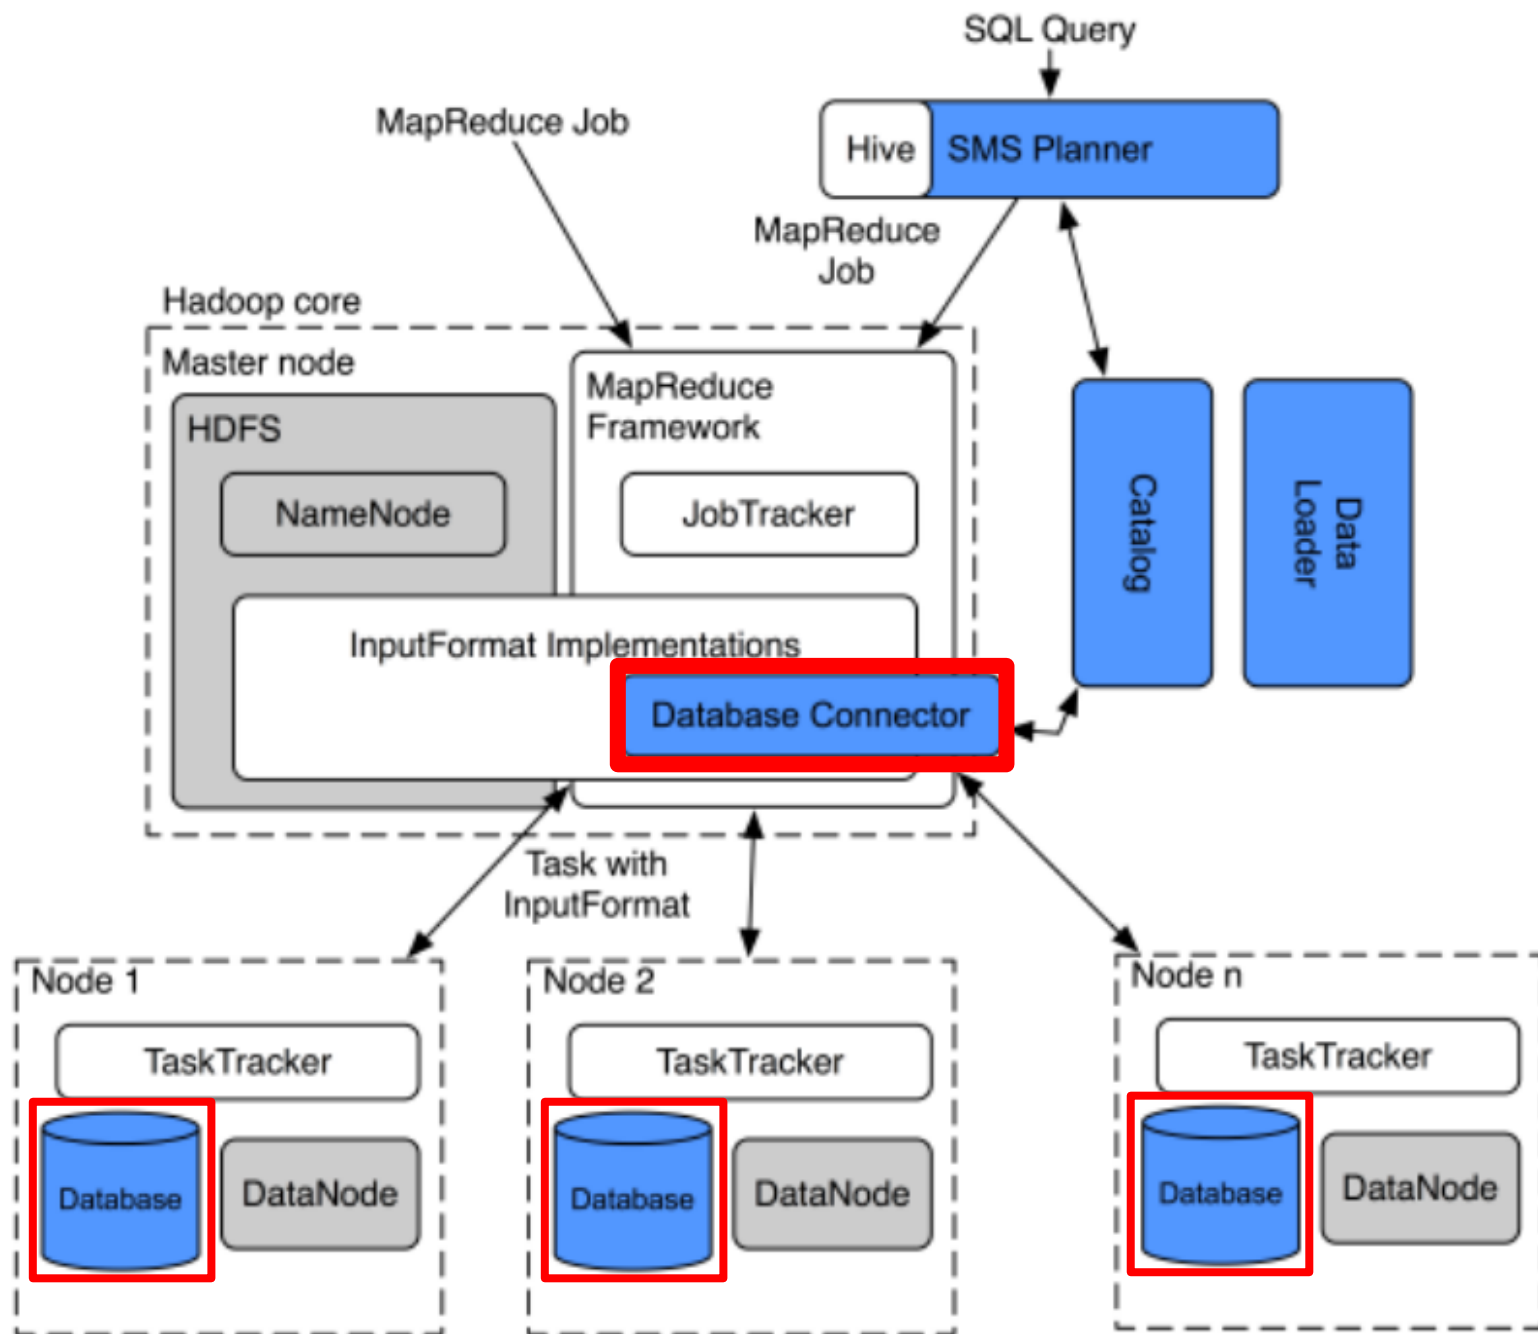 SQL Query
MapReduce Job
Hive
SMS Planner
MapReduce
Job
Hadoop core
Master node
HDFS
MapReduce
Framework
NameNode
JobTracker
Catalog
Data
Loader
InputFormat Implementations
Database Connector
Task with
InputFormat
Node 1
TaskTracker
Database
DataNode
Node 2
TaskTracker
Database
DataNode
Node n
TaskTracker
Database
DataNode